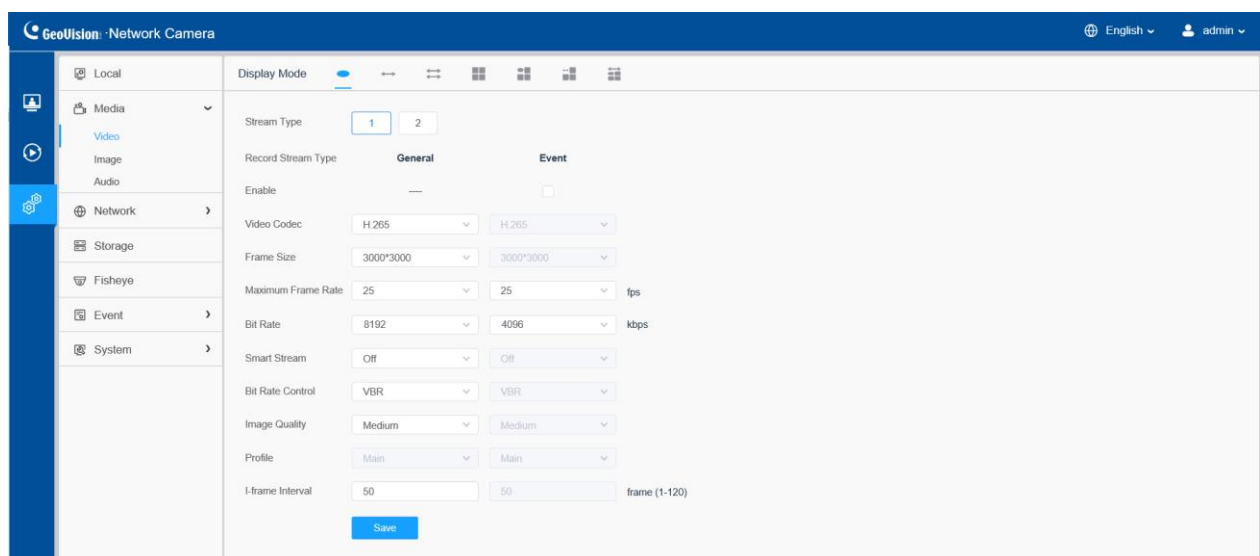 GeoVision Network Camera English admin
Local
Media
Video
Image
Audio
Network
Storage
Fisheye
Event
System
Display Mode
Stream Type 1 2
Record Stream Type General Event
Enable —
Video Codec H.265 H.265
Frame Size 3000*3000 3000*3000
Maximum Frame Rate 25 25 fps
Bit Rate 8192 4096 kbps
Smart Stream Off Off
Bit Rate Control VBR VBR
Image Quality Medium Medium
Profile Main Main
I-frame Interval 50 50 frame (1-120)
Save